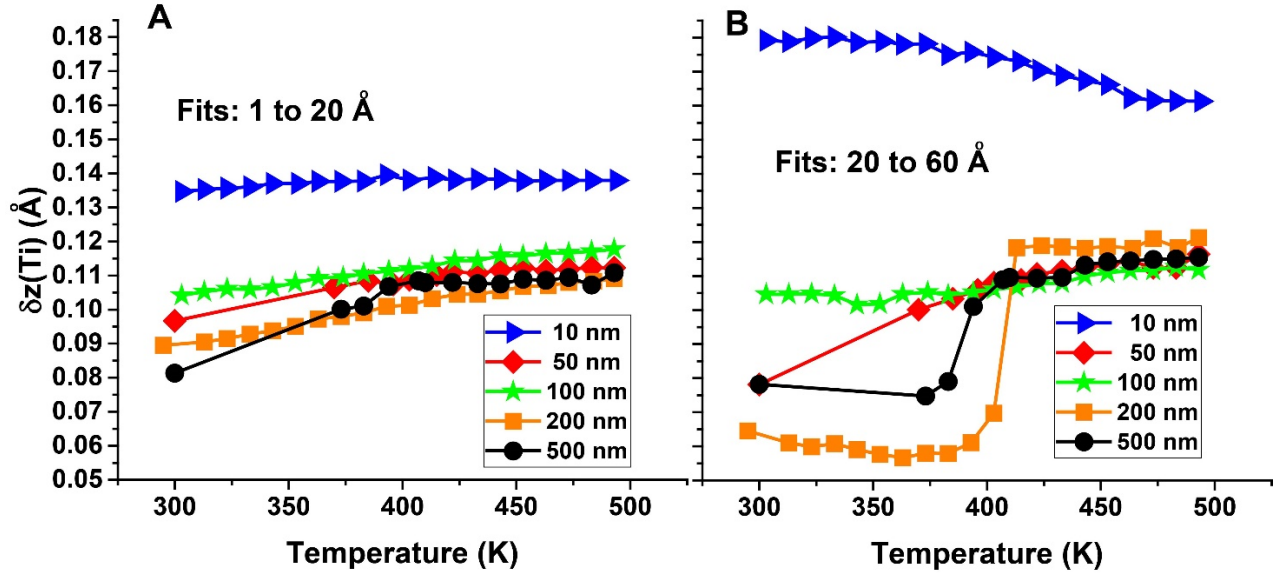 A
B
0.18
0.17
0.16
0.15
0.14
0.13
0.12
0.11
0.10
0.09
0.08
0.07
0.06
0.05
δz(Ti) (Å)
Fits: 1 to 20 Å
Fits: 20 to 60 Å
10 nm
50 nm
100 nm
200 nm
500 nm
10 nm
50 nm
100 nm
200 nm
500 nm
300
350
400
450
500
300
350
400
450
500
Temperature (K)
Temperature (K)